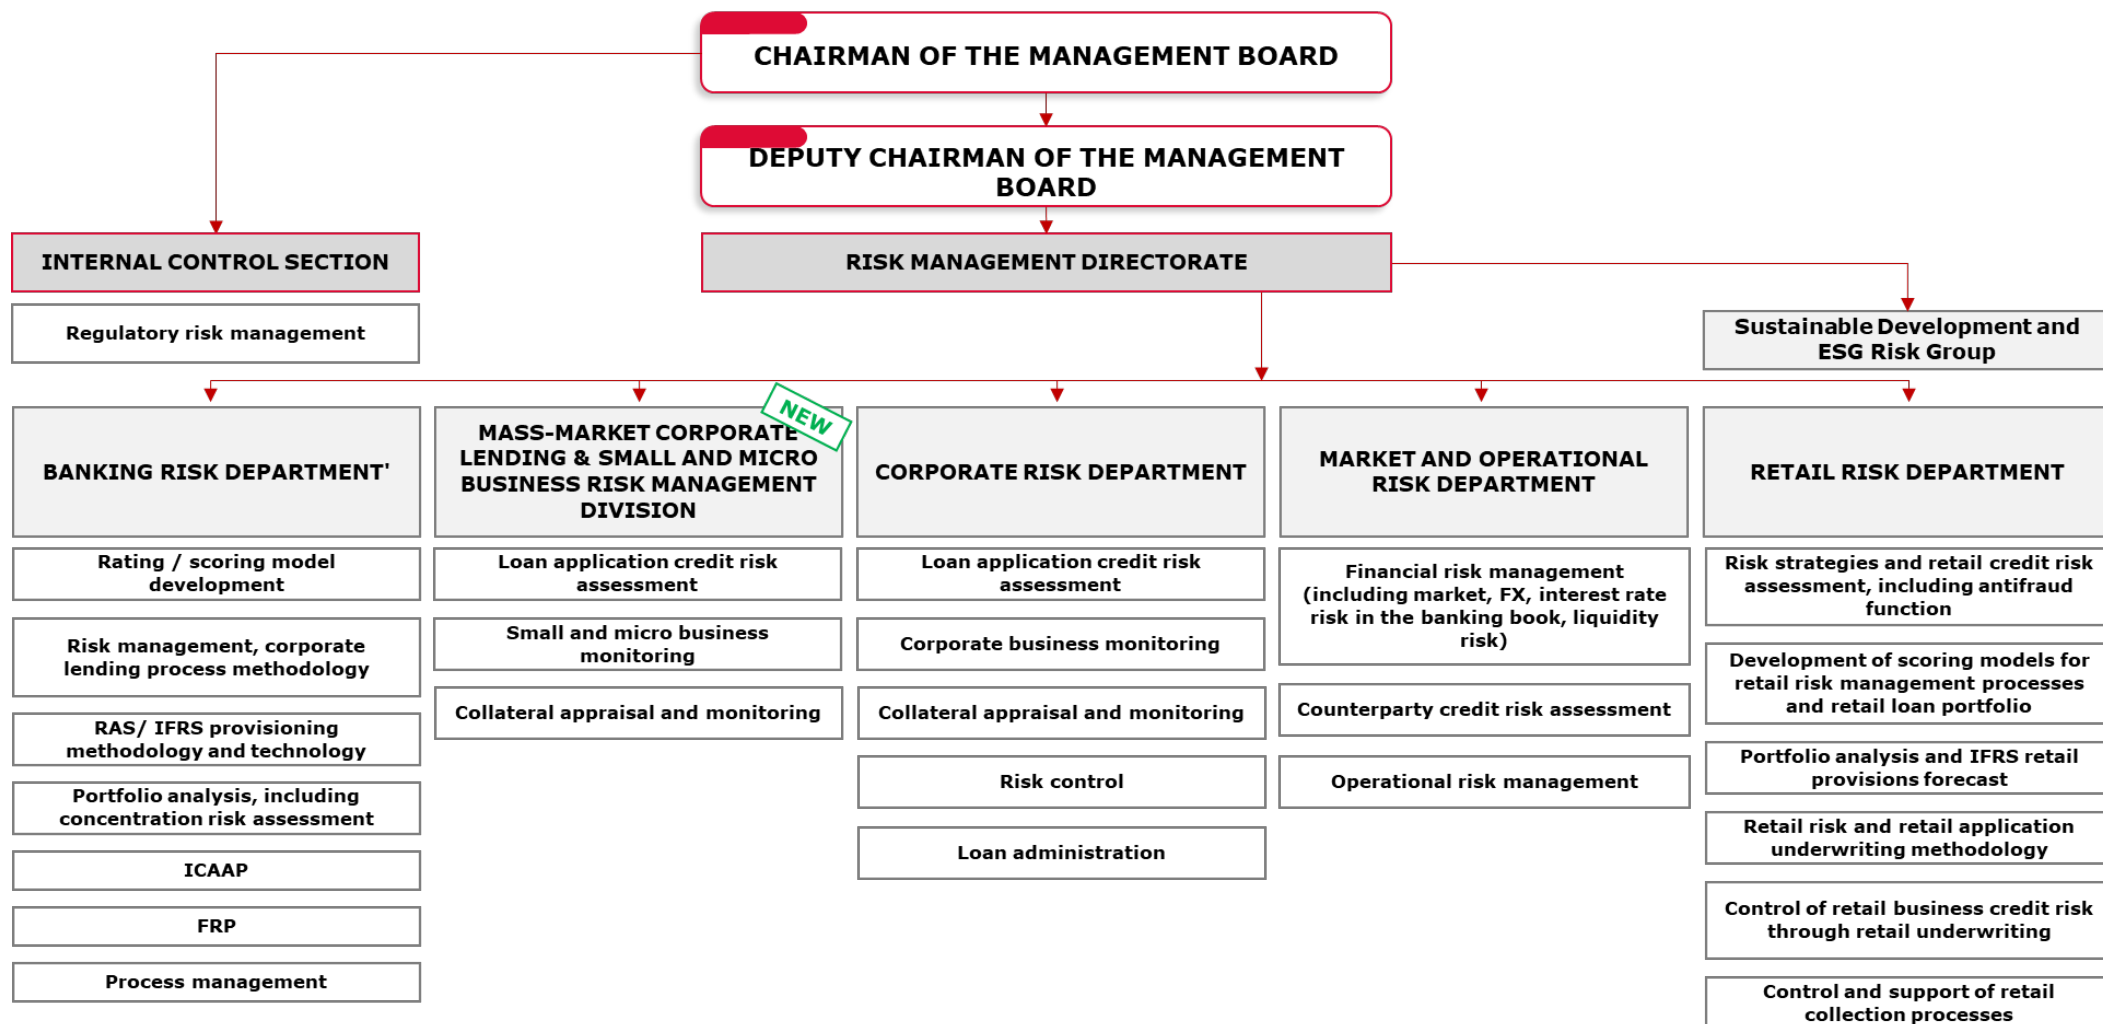 CHAIRMAN OF THE MANAGEMENT BOARD
DEPUTY CHAIRMAN OF THE MANAGEMENT
BOARD
INTERNAL CONTROL SECTION
RISK MANAGEMENT DIRECTORATE
Regulatory risk management
Sustainable Development and
ESG Risk Group
BANKING RISK DEPARTMENT'
Rating / scoring model
development
Risk management, corporate
lending process methodology
RAS/ IFRS provisioning
methodology and technology
Portfolio analysis, including
concentration risk assessment
ICAAP
FRP
Process management
NEW
MASS-MARKET CORPORATE
LENDING & SMALL AND MICRO
BUSINESS RISK MANAGEMENT
DIVISION
Loan application credit risk
assessment
Small and micro business
monitoring
Collateral appraisal and monitoring
CORPORATE RISK DEPARTMENT
Loan application credit risk
assessment
Corporate business monitoring
Collateral appraisal and monitoring
Risk control
Loan administration
MARKET AND OPERATIONAL
RISK DEPARTMENT
Financial risk management
(including market, FX, interest rate
risk in the banking book, liquidity
risk)
Counterparty credit risk assessment
Operational risk management
RETAIL RISK DEPARTMENT
Risk strategies and retail credit risk
assessment, including antifraud
function
Development of scoring models for
retail risk management processes
and retail loan portfolio
Portfolio analysis and IFRS retail
provisions forecast
Retail risk and retail application
underwriting methodology
Control of retail business credit risk
through retail underwriting
Control and support of retail
collection processes